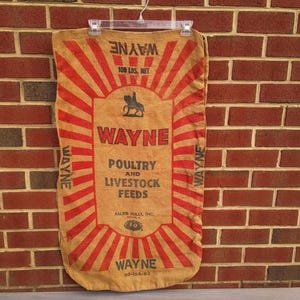 WAYNE
100 LBS. NET
WAYNE
POULTRY
AND
LIVESTOCK
FEEDS
ALLIED MILLS, INC.
WAYNE
WAYNE
WAYNE